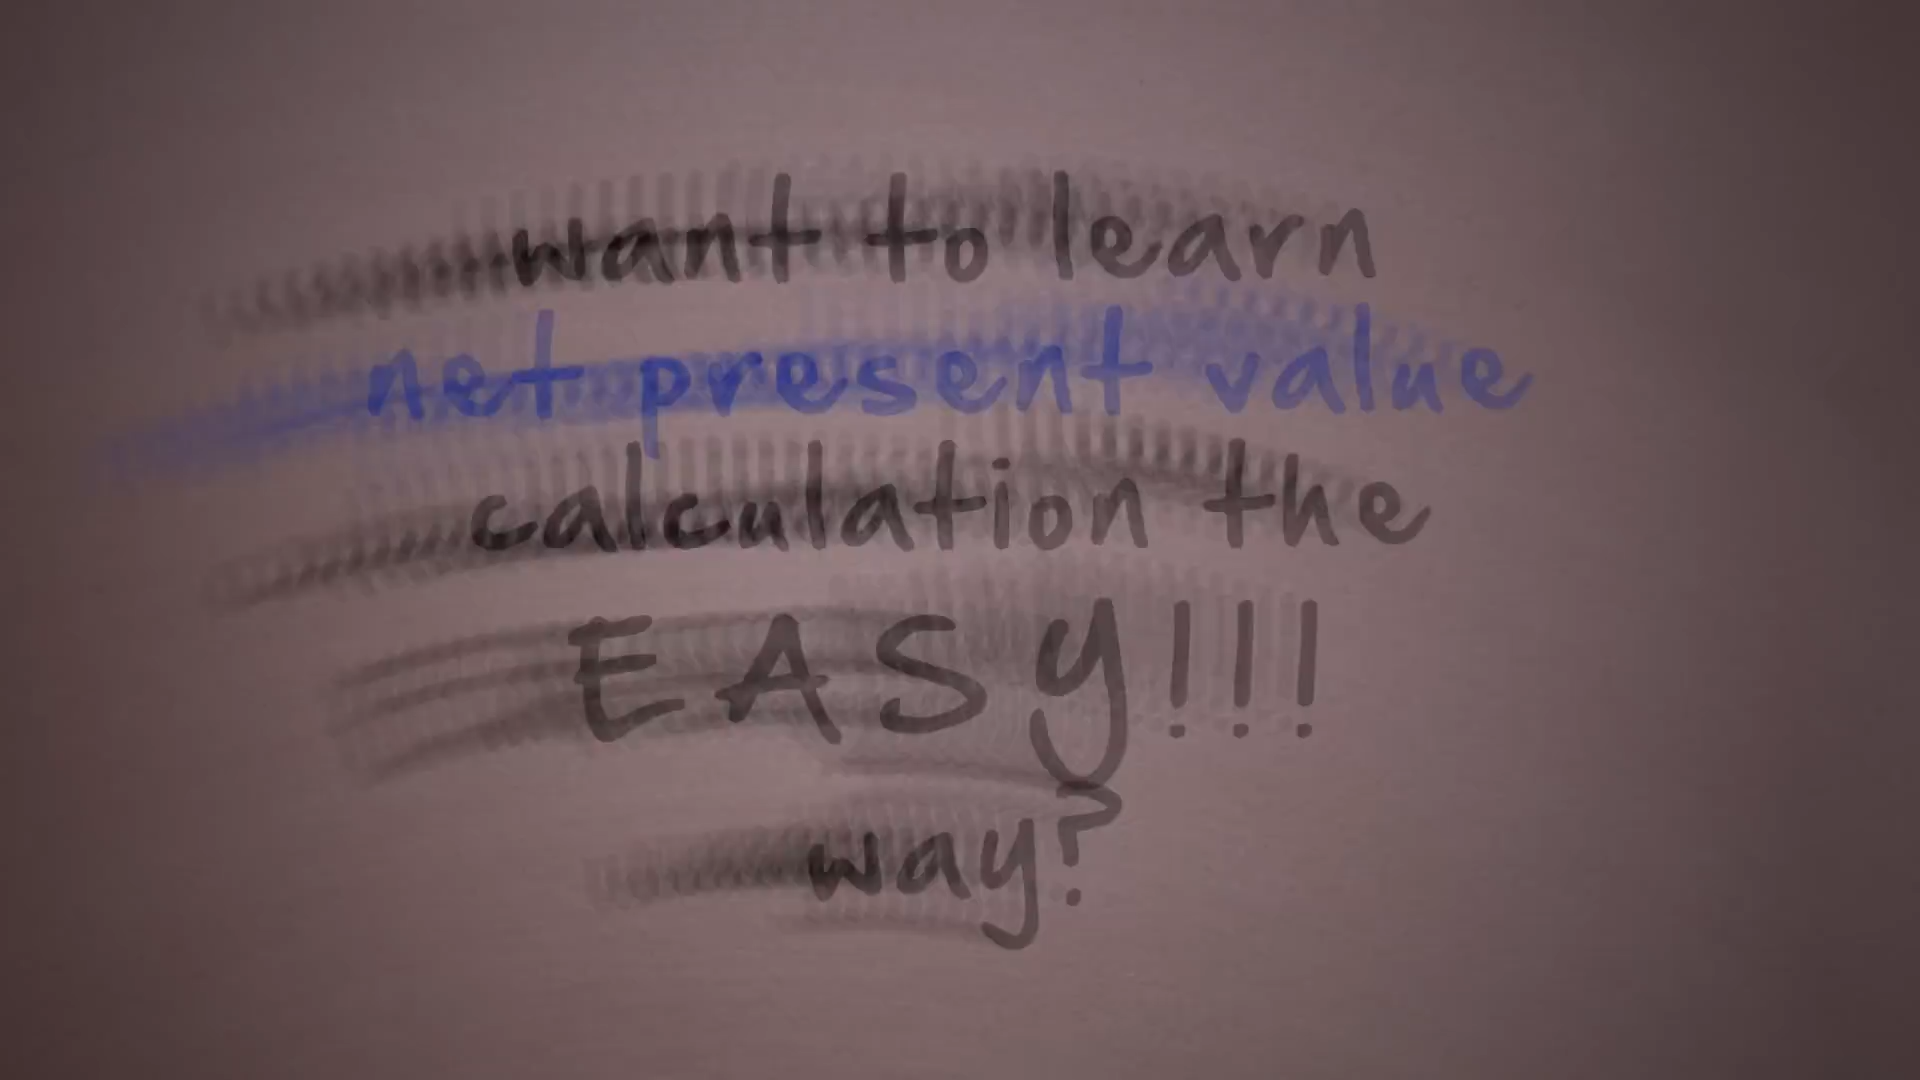 want to learn
net present value
calculation the
EASY!!!
way?